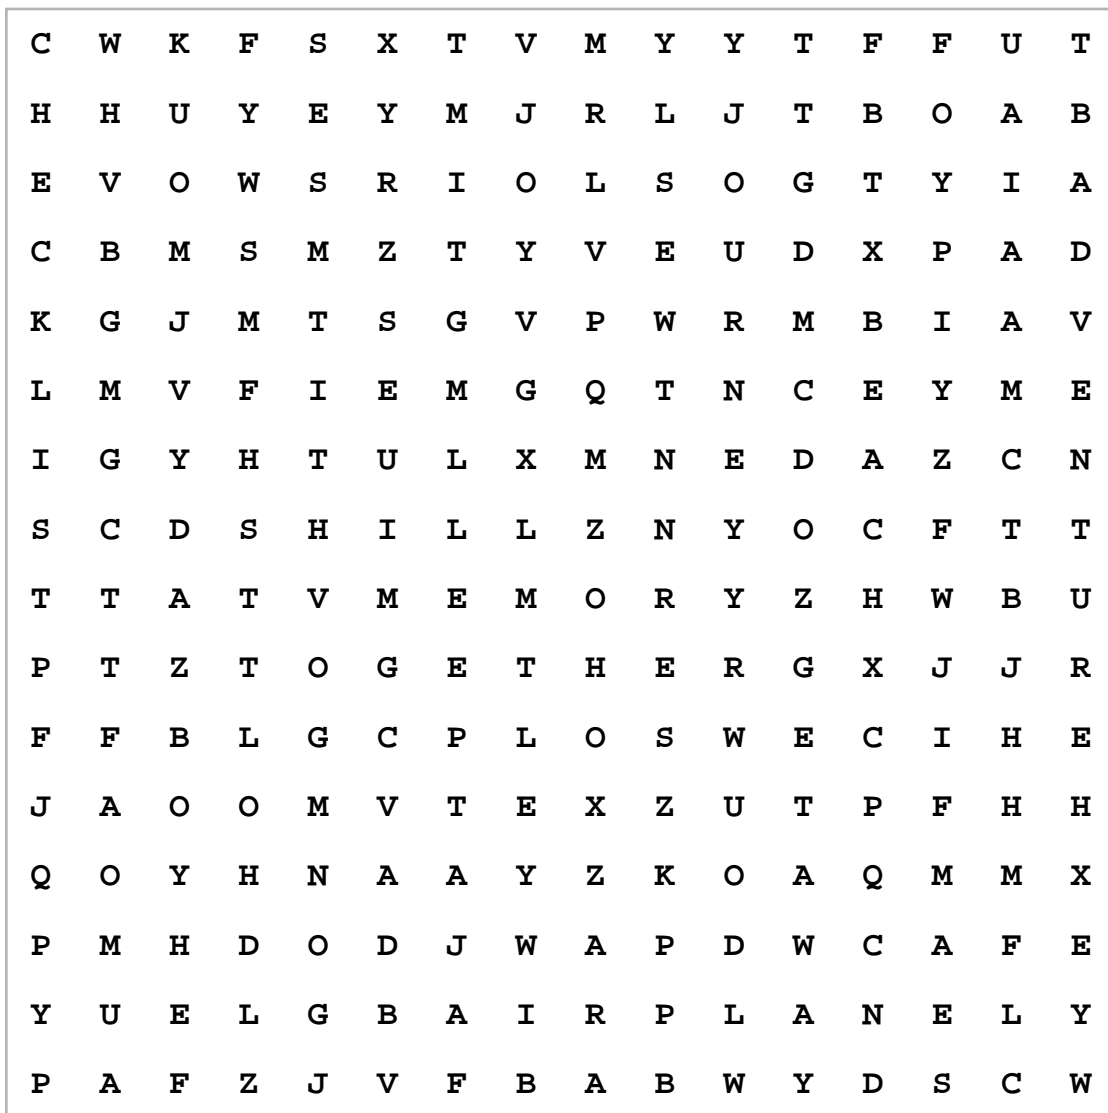 C W K F S X T V M Y Y T F F U T
H H U Y E Y M J R L J T B O A B
E V O W S R I O L S O G T Y I A
C B M S M Z T Y V E U D X P A D
K G J M T S G V P W R M B I A V
L M V F I E M G Q T N C E Y M E
I G Y H T U L X M N E D A Z C N
S C D S H I L L Z N Y O C F T T
T T A T V M E M O R Y Z H W B U
P T Z T O G E T H E R G X J J R
F F B L G C P L O S W E C I H E
J A O O M V T E X Z U T P F H H
Q O Y H N A A Y Z K O A Q M M X
P M H D O D J W A P D W C A F E
Y U E L G B A I R P L A N E L Y
P A F Z J V F B A B W Y D S C W